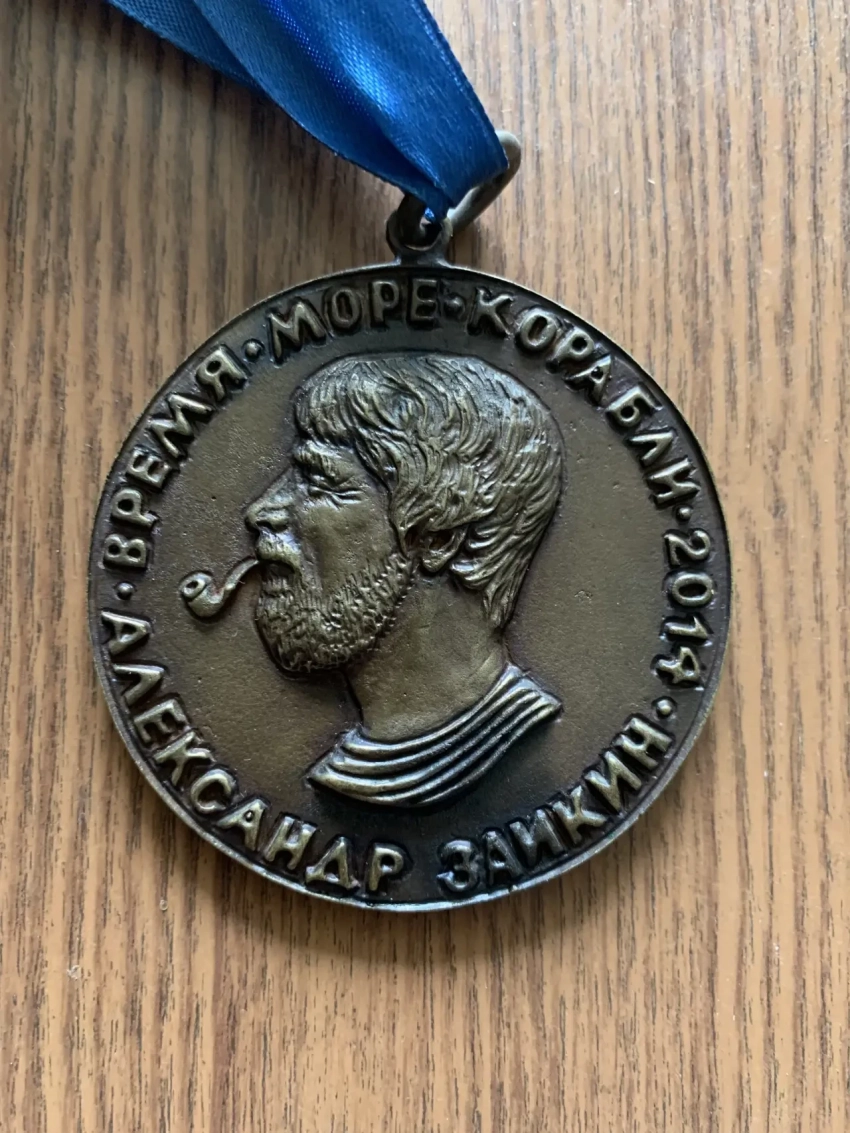 ВРЕМЯ · МОРЕ · КОРАБЛИ · 2014 ·
АЛЕКСАНДР ЗАИКИН ·